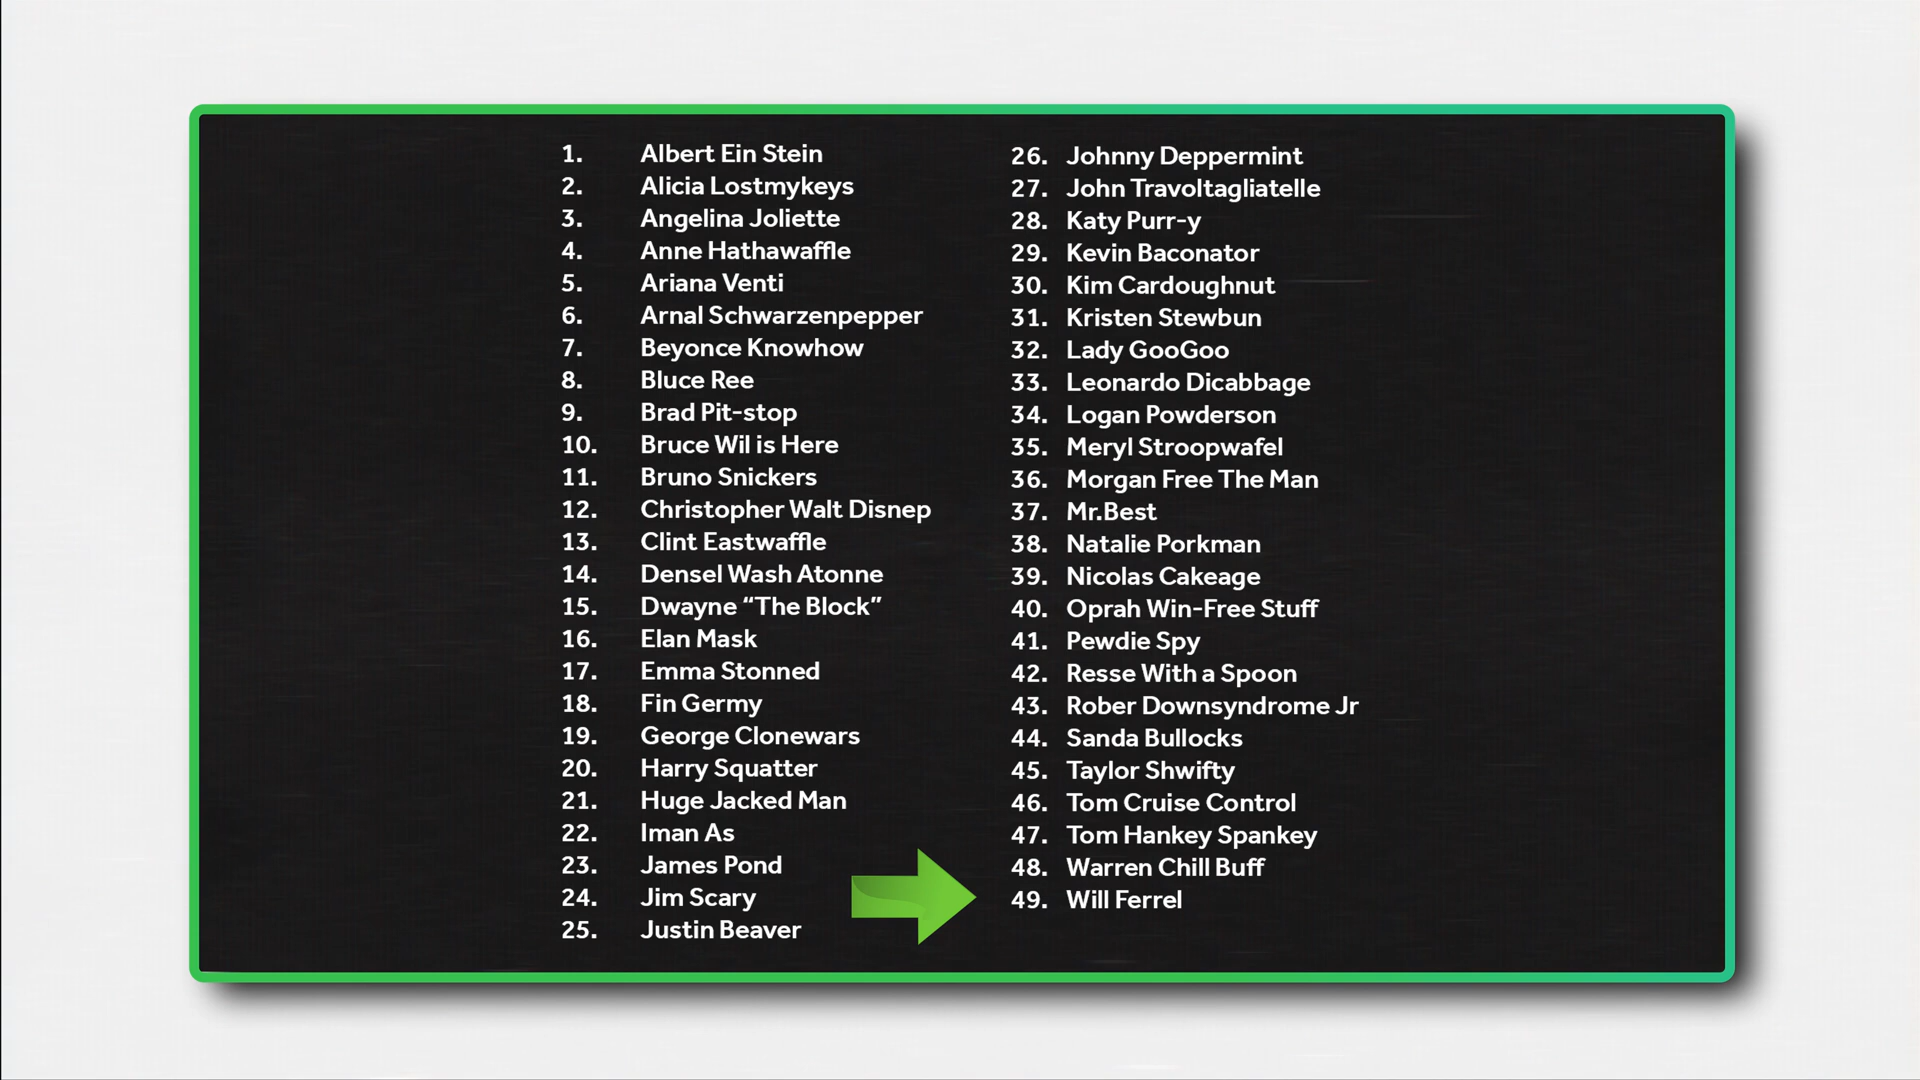 1. Albert Ein Stein
2. Alicia Lostmykeys
3. Angelina Joliette
4. Anne Hathawaffle
5. Ariana Venti
6. Arnal Schwarzenpepper
7. Beyonce Knowhow
8. Bluce Ree
9. Brad Pit-stop
10. Bruce Wil is Here
11. Bruno Snickers
12. Christopher Walt Disnep
13. Clint Eastwaffle
14. Densel Wash Atonne
15. Dwayne “The Block”
16. Elan Mask
17. Emma Stonned
18. Fin Germy
19. George Clonewars
20. Harry Squatter
21. Huge Jacked Man
22. Iman As
23. James Pond
24. Jim Scary
25. Justin Beaver
26. Johnny Deppermint
27. John Travoltagliatelle
28. Katy Purr-y
29. Kevin Baconator
30. Kim Cardoughnut
31. Kristen Stewbun
32. Lady GooGoo
33. Leonardo Dicabbage
34. Logan Powderson
35. Meryl Stroopwafel
36. Morgan Free The Man
37. Mr.Best
38. Natalie Porkman
39. Nicolas Cakeage
40. Oprah Win-Free Stuff
41. Pewdie Spy
42. Resse With a Spoon
43. Rober Downsyndrome Jr
44. Sanda Bullocks
45. Taylor Shwifty
46. Tom Cruise Control
47. Tom Hankey Spankey
48. Warren Chill Buff
49. Will Ferrel